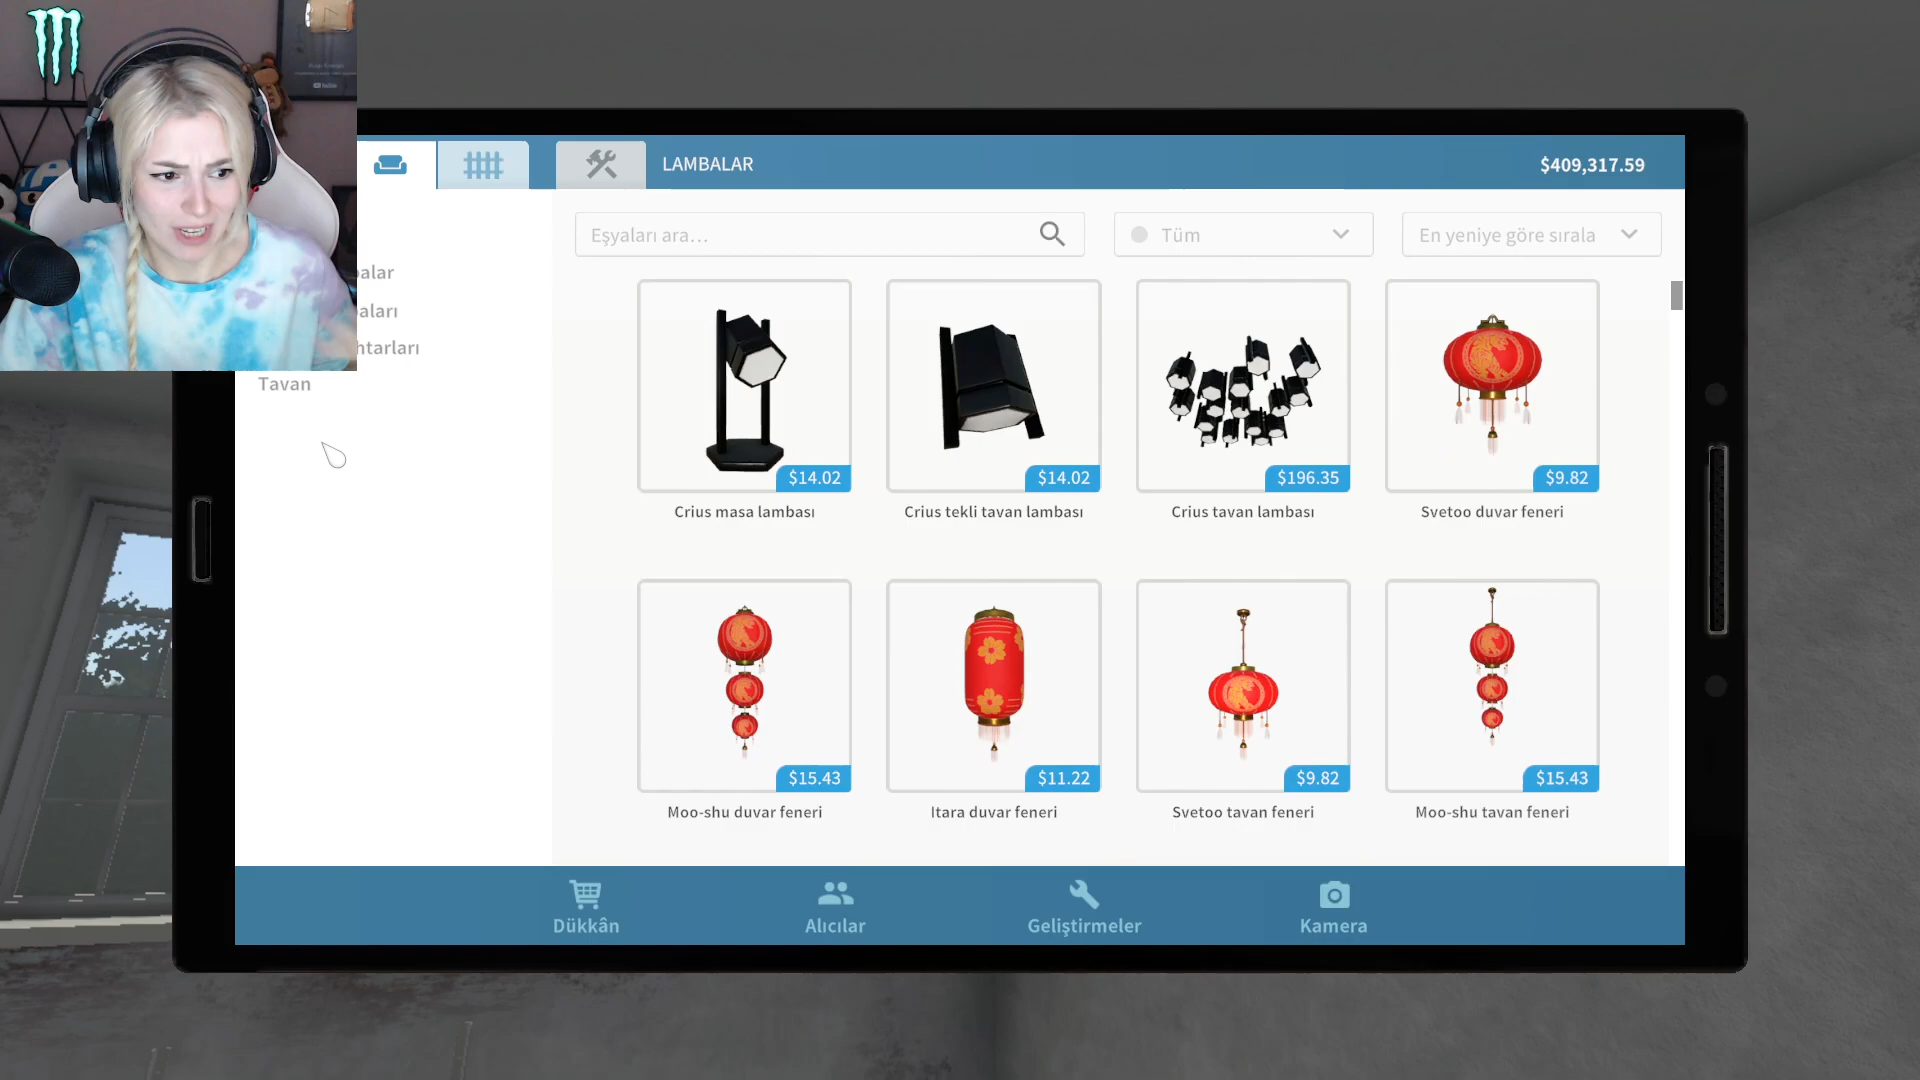 LAMBALAR
$409,317.59
Eşyaları ara...
Tüm
En yeniye göre sırala
balar
baları
htarları
Tavan
$14.02
$14.02
$196.35
$9.82
Crius masa lambası
Crius tekli tavan lambası
Crius tavan lambası
Svetoo duvar feneri
$15.43
$11.22
$9.82
$15.43
Moo-shu duvar feneri
Itara duvar feneri
Svetoo tavan feneri
Moo-shu tavan feneri
Dükkân
Alıcılar
Geliştirmeler
Kamera